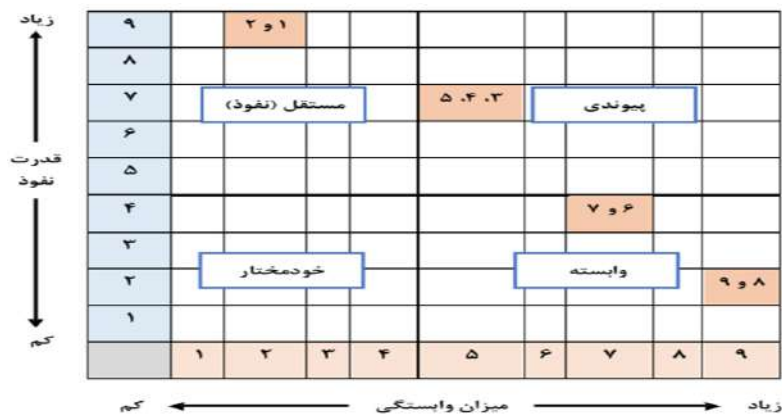 زیاد
۹
۱ و ۲
۸
۷
مستقل (نفوذ)
۳، ۴، ۵
پیوندی
۶
قدرت
نفوذ
۵
۴
۶ و ۷
۳
خودمختار
وابسته
۲
۸ و ۹
۱
کم
۱ ۲ ۳ ۴ ۵ ۶ ۷ ۸ ۹
کم میزان وابستگی زیاد